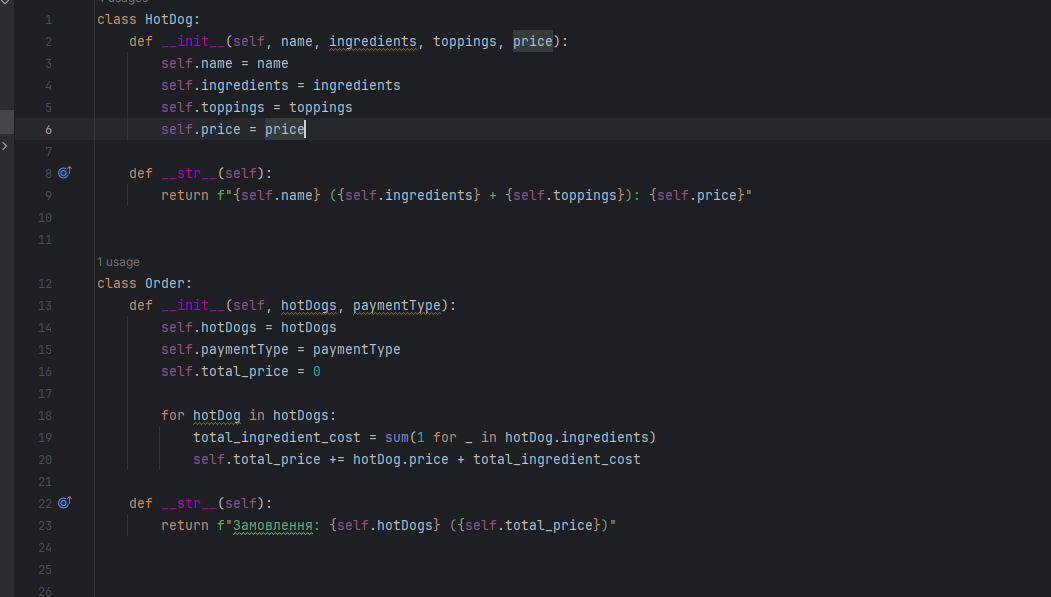 4 usages
1 class HotDog:
2     def __init__(self, name, ingredients, toppings, price):
3         self.name = name
4         self.ingredients = ingredients
5         self.toppings = toppings
6         self.price = price
7
8     def __str__(self):
9         return f"{self.name} ({self.ingredients} + {self.toppings}): {self.price}"
10
11
1 usage
12 class Order:
13     def __init__(self, hotDogs, paymentType):
14         self.hotDogs = hotDogs
15         self.paymentType = paymentType
16         self.total_price = 0
17
18         for hotDog in hotDogs:
19             total_ingredient_cost = sum(1 for _ in hotDog.ingredients)
20             self.total_price += hotDog.price + total_ingredient_cost
21
22     def __str__(self):
23         return f"Замовлення: {self.hotDogs} ({self.total_price})"
24
25
26